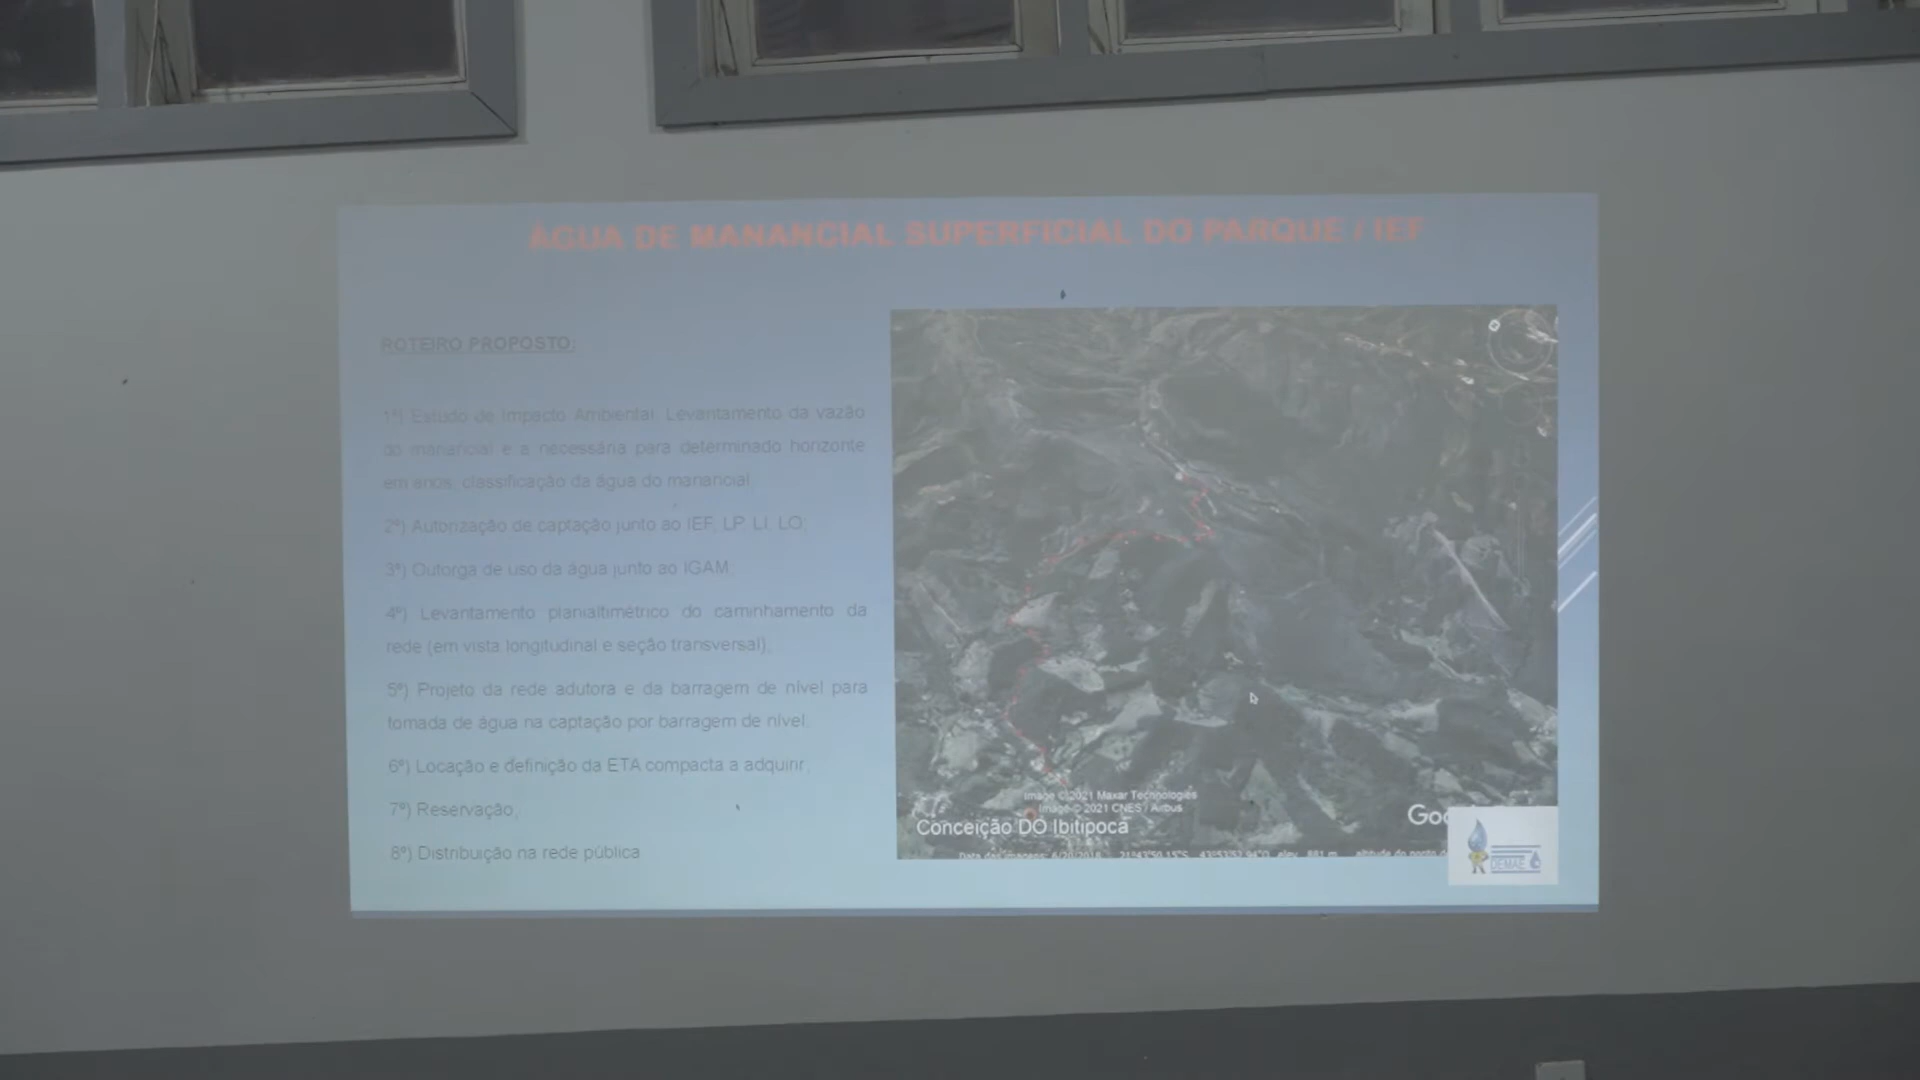 ÁGUA DE MANANCIAL SUPERFICIAL DO PARQUE / IEF
ROTEIRO PROPOSTO:
1º) Estudo de Impacto Ambiental. Levantamento da vazão
do manancial e a necessária para determinado horizonte
em anos, classificação da água do manancial;
2º) Autorização de captação junto ao IEF, LP, LI, LO;
3º) Outorga de uso da água junto ao IGAM;
4º) Levantamento planialtimétrico do caminhamento da
rede (em vista longitudinal e seção transversal);
5º) Projeto da rede adutora e da barragem de nível para
tomada de água na captação por barragem de nível;
6º) Locação e definição da ETA compacta a adquirir;
7º) Reservação;
8º) Distribuição na rede pública
Image © 2021 Maxar Technologies
Image © 2021 CNES / Airbus
Conceição DO Ibitipoca
Goo
DEMAE